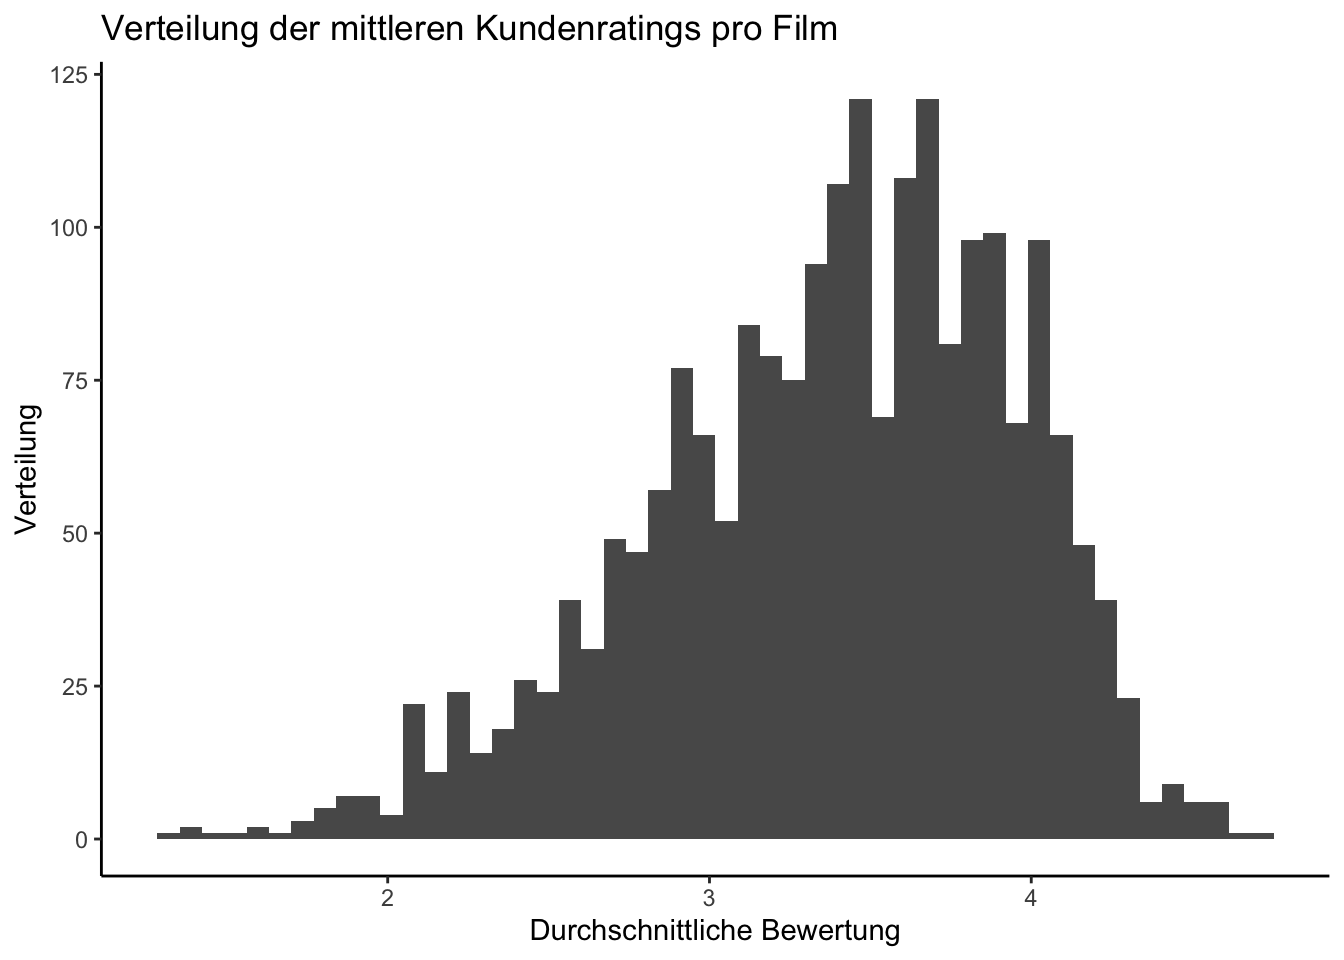 Verteilung der mittleren Kundenratings pro Film
125
100
75
50
25
0
Verteilung
2 3 4
Durchschnittliche Bewertung